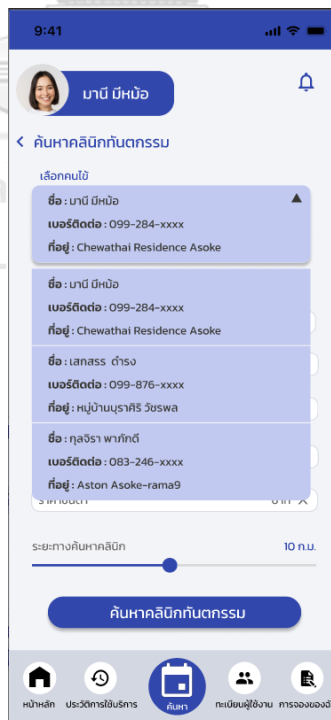 9:41
มานี มีหม้อ
ค้นหาคลินิกทันตกรรม
เลือกคนไข้
ชื่อ : มานี มีหม้อ
เบอร์ติดต่อ : 099-284-xxxx
ที่อยู่ : Chewathai Residence Asoke
ชื่อ : มานี มีหม้อ
เบอร์ติดต่อ : 099-284-xxxx
ที่อยู่ : Chewathai Residence Asoke
ชื่อ : เสกสรร ดำรง
เบอร์ติดต่อ : 099-876-xxxx
ที่อยู่ : หมู่บ้านบุราศิริ วัชรพล
ชื่อ : กุลจิรา พาภักดี
เบอร์ติดต่อ : 083-246-xxxx
ที่อยู่ : Aston Asoke-rama9
ระยะทางค้นหาคลินิก 10 ก.ม.
ค้นหาคลินิกทันตกรรม
หน้าหลัก ประวัติการใช้บริการ ค้นหา ทะเบียนผู้ใช้งาน